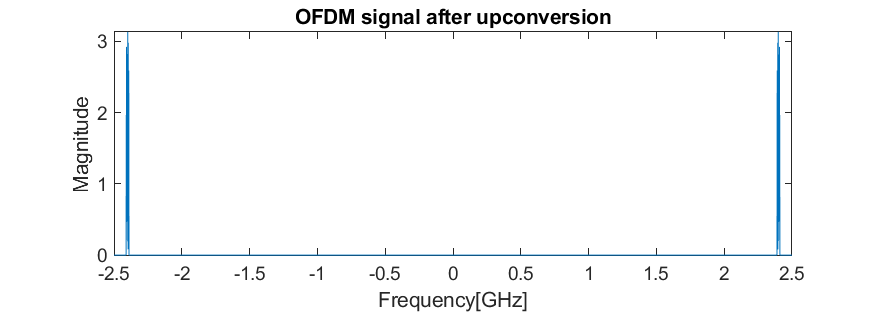 OFDM signal after upconversion
3
2
1
0
Magnitude
-2.5 -2 -1.5 -1 -0.5 0 0.5 1 1.5 2 2.5
Frequency[GHz]